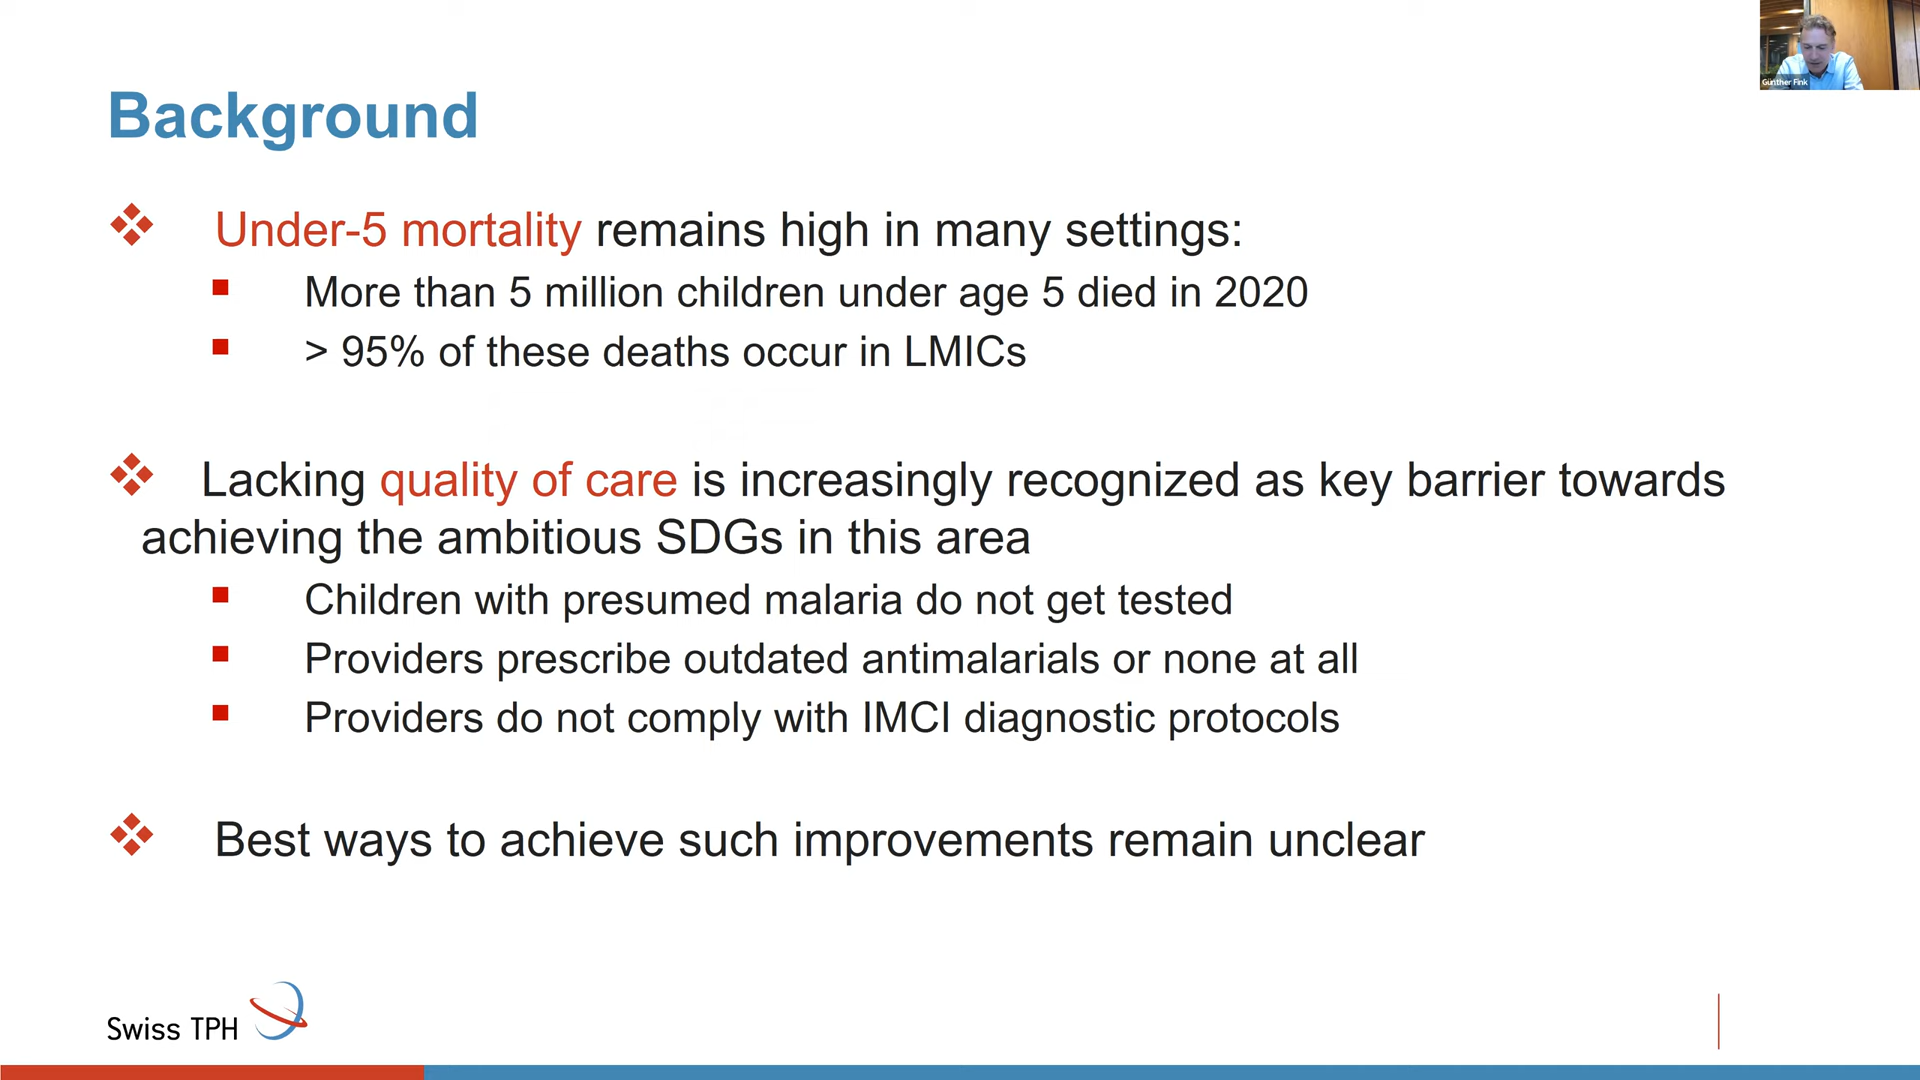 Günther Fink
Background
Under-5 mortality remains high in many settings:
More than 5 million children under age 5 died in 2020
> 95% of these deaths occur in LMICs
Lacking quality of care is increasingly recognized as key barrier towards
achieving the ambitious SDGs in this area
Children with presumed malaria do not get tested
Providers prescribe outdated antimalarials or none at all
Providers do not comply with IMCI diagnostic protocols
Best ways to achieve such improvements remain unclear
Swiss TPH